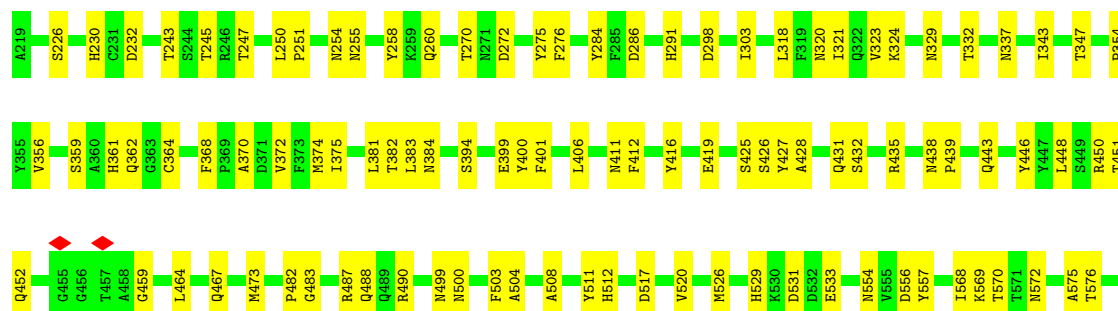 A219 S226 H230 C231 D232 T243 S244 T245 R246 T247 L250 P251 N254 N255 Y258 K259 Q260 T270 N271 D272 Y275 F276 Y284 F285 D286 H291 D298 I303 L318 F319 N320 I321 Q322 V323 K324 N329 T332 N337 I343 T347
Y355 V356 S359 A360 H361 Q362 G363 C364 F368 P369 A370 D371 V372 F373 M374 I375 L381 T382 L383 N384 S394 E399 Y400 F401 L406 N411 F412 Y416 E419 S425 S426 Y427 A428 Q431 S432 R435 N438 P439 Q443 Y446 Y447 L448 S449 R450
Q452 G455 G456 T457 A458 G459 L464 Q467 M473 P482 G483 R487 Q488 Q489 R490 N499 N500 F503 A504 A508 Y511 H512 D517 V520 M526 H529 K530 D531 D532 E533 N554 V555 D556 Y557 I568 K569 T570 T571 N572 A575 T576